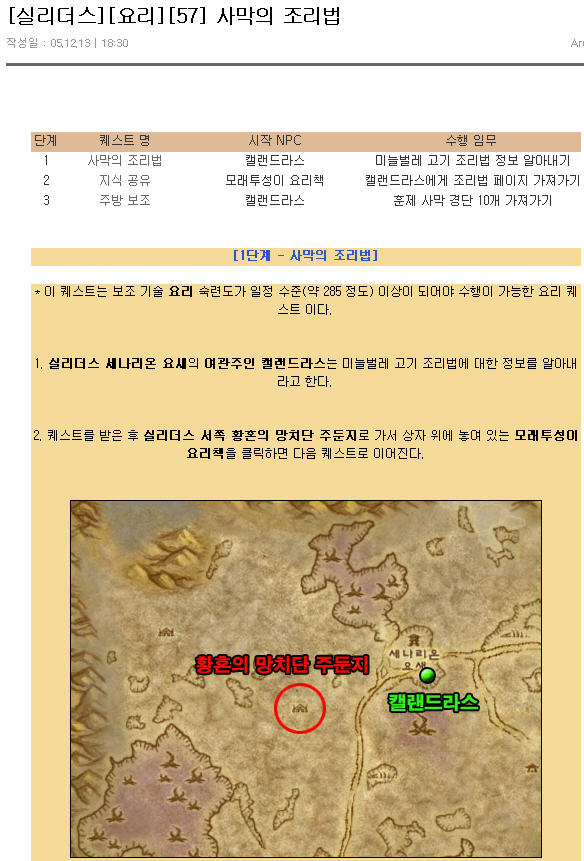 [실리더스][요리][57] 사막의 조리법
작성일 : 05.12.13 | 18:30
단계 퀘스트 명 시작 NPC 수행 임무
1 사막의 조리법 캘랜드라스 미늘벌레 고기 조리법 정보 알아내기
2 지식 공유 모래투성이 요리책 캘랜드라스에게 조리법 페이지 가져가기
3 주방 보조 캘랜드라스 훈제 사막 경단 10개 가져가기
[1단계 - 사막의 조리법]
* 이 퀘스트는 보조 기술 요리 숙련도가 일정 수준(약 285 정도) 이상이 되어야 수행이 가능한 요리 퀘
스트 이다.
1. 실리더스 세나리온 요새의 여관주인 캘랜드라스는 미늘벌레 고기 조리법에 대한 정보를 알아내
라고 한다.
2. 퀘스트를 받은 후 실리더스 서쪽 황혼의 망치단 주둔지로 가서 상자 위에 놓여 있는 모래투성이
요리책을 클릭하면 다음 퀘스트로 이어진다.
세나리온
요새
황혼의 망치단 주둔지
캘랜드라스